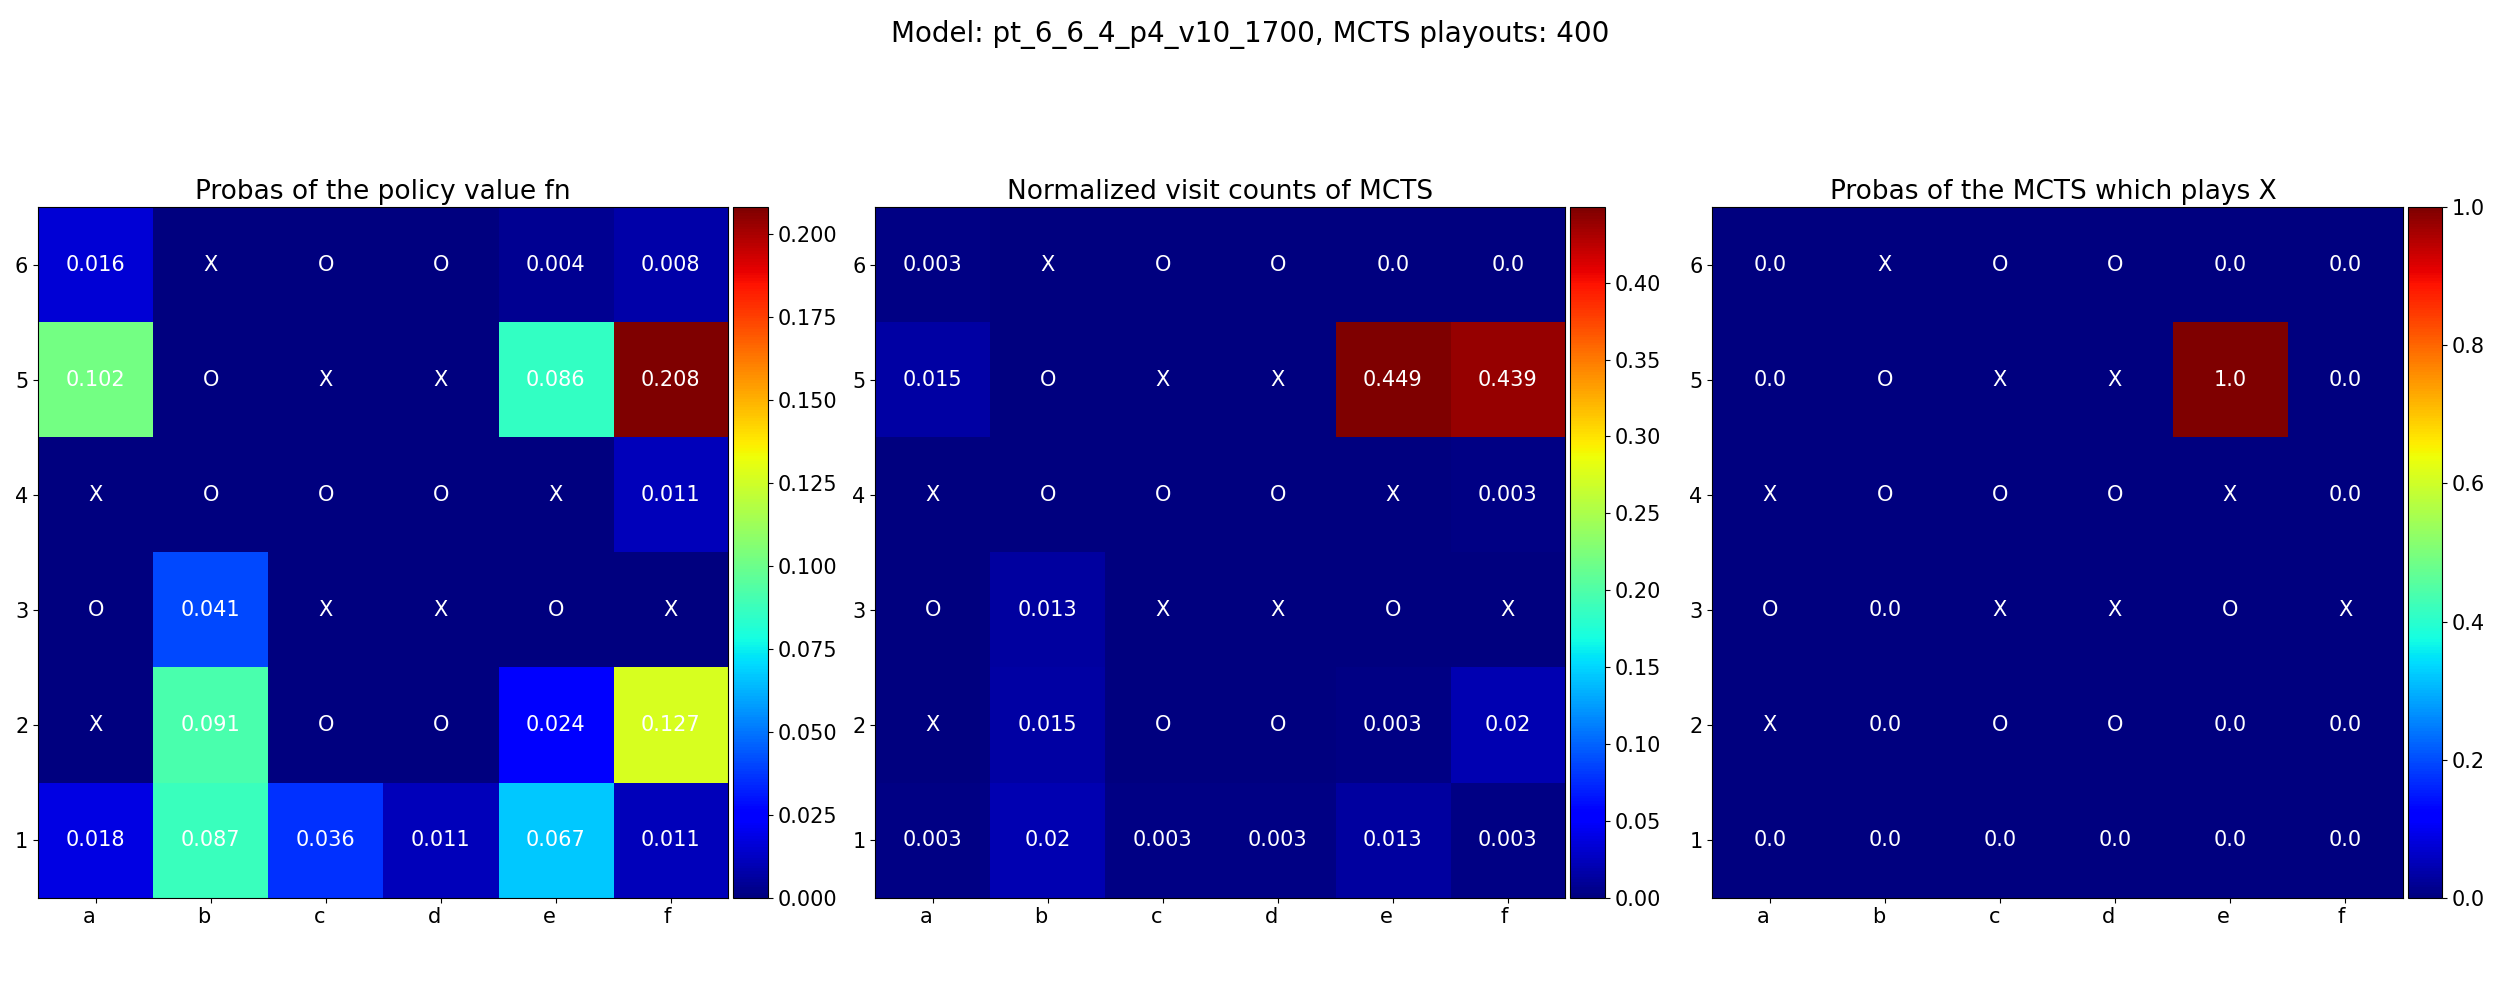 Model: pt_6_6_4_p4_v10_1700, MCTS playouts: 400
Probas of the policy value fn
6 0.016 X O O 0.004 0.008
5 0.102 O X X 0.086 0.208
4 X O O O X 0.011
3 O 0.041 X X O X
2 X 0.091 O O 0.024 0.127
1 0.018 0.087 0.036 0.011 0.067 0.011
a b c d e f
0.200
0.175
0.150
0.125
0.100
0.075
0.050
0.025
0.000
Normalized visit counts of MCTS
6 0.003 X O O 0.0 0.0
5 0.015 O X X 0.449 0.439
4 X O O O X 0.003
3 O 0.013 X X O X
2 X 0.015 O O 0.003 0.02
1 0.003 0.02 0.003 0.003 0.013 0.003
a b c d e f
0.40
0.35
0.30
0.25
0.20
0.15
0.10
0.05
0.00
Probas of the MCTS which plays X
6 0.0 X O O 0.0 0.0
5 0.0 O X X 1.0 0.0
4 X O O O X 0.0
3 O 0.0 X X O X
2 X 0.0 O O 0.0 0.0
1 0.0 0.0 0.0 0.0 0.0 0.0
a b c d e f
1.0
0.8
0.6
0.4
0.2
0.0